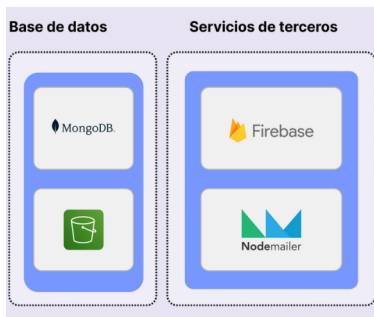 Base de datos
Servicios de terceros
MongoDB.
Firebase
Nodemailer